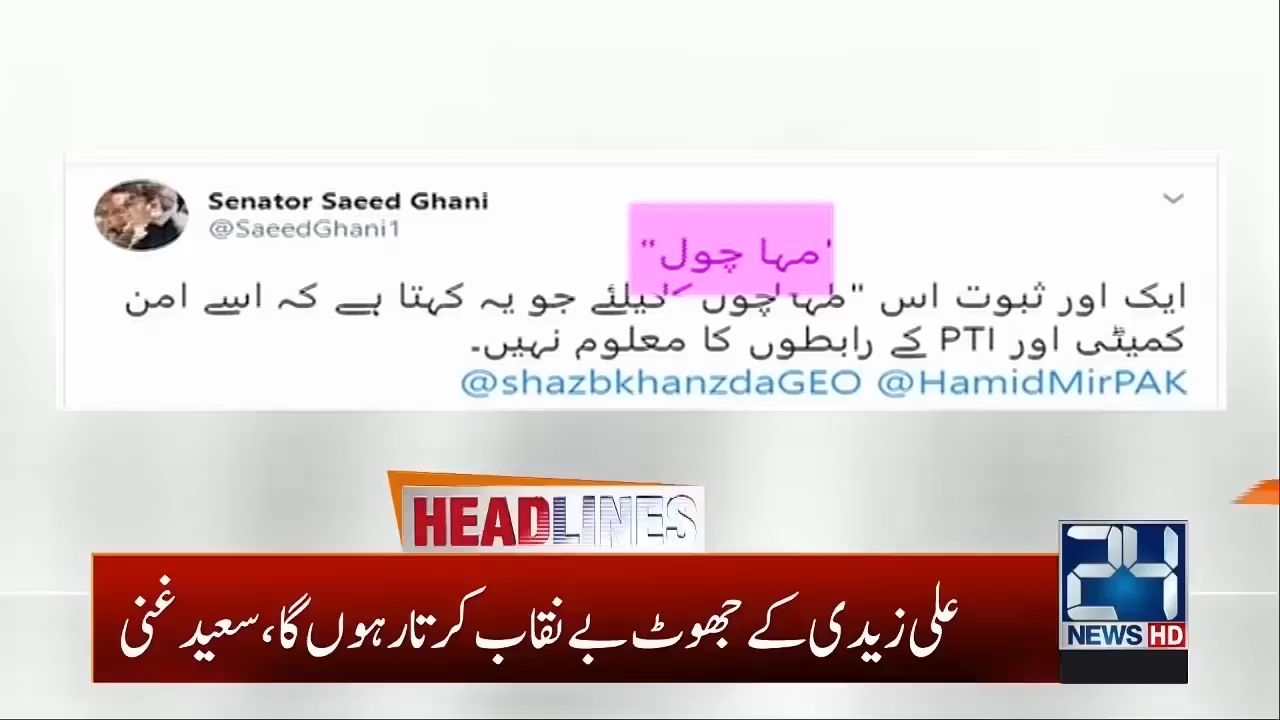 Senator Saeed Ghani
@SaeedGhani1
"مہا چول"
ایک اور ثبوت اس "مہا چول" کیلئے جو یہ کہتا ہے کہ اسے امن
کمیٹی اور PTI کے رابطوں کا معلوم نہیں۔
@shazbkhanzdaGEO @HamidMirPAK
HEADLINES
علی زیدی کے جھوٹ بے نقاب کرتا رہوں گا، سعید غنی
24
NEWS HD